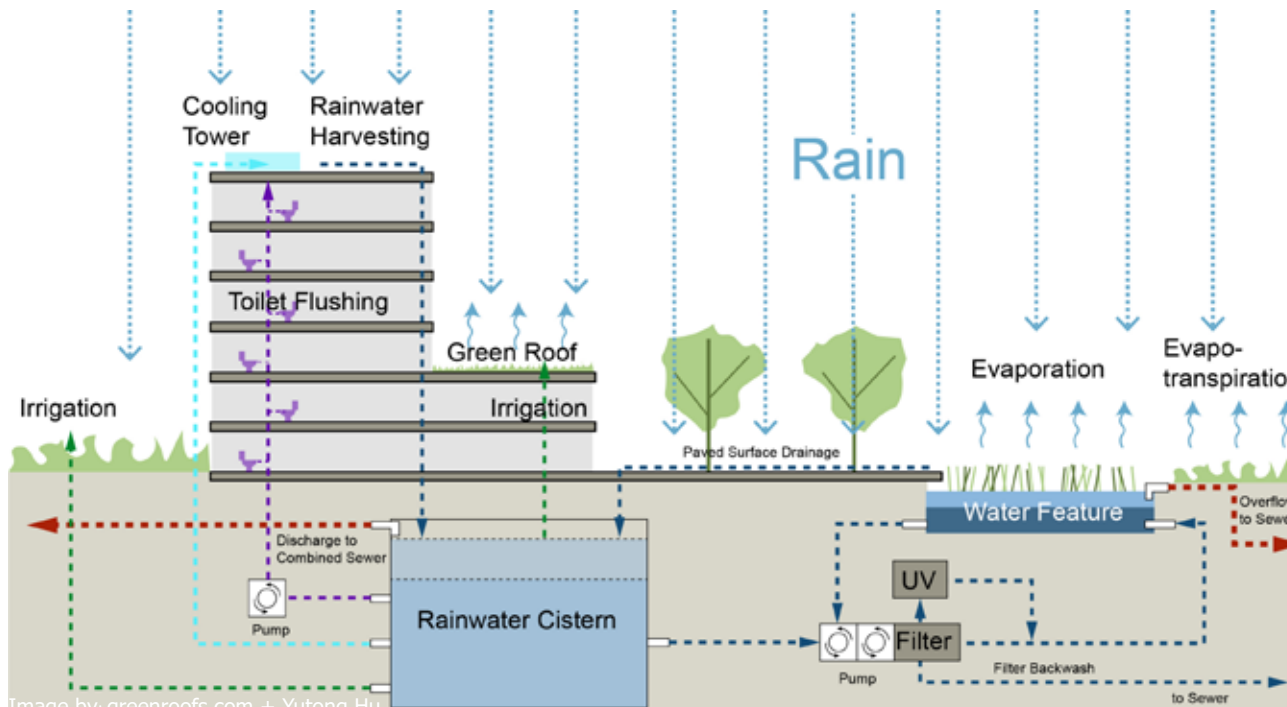 Cooling
Tower
Rainwater
Harvesting
Rain
Toilet Flushing
Green Roof
Evaporation
Evapo-
transpiratio
Irrigation
Irrigation
Paved Surface Drainage
Water Feature
Overflow
to Sewe
Discharge to
Combined Sewer
UV
Rainwater Cistern
Pump
Filter
Pump
Filter Backwash
to Sewer
Image by: greenroofs.com + Yutong Hu